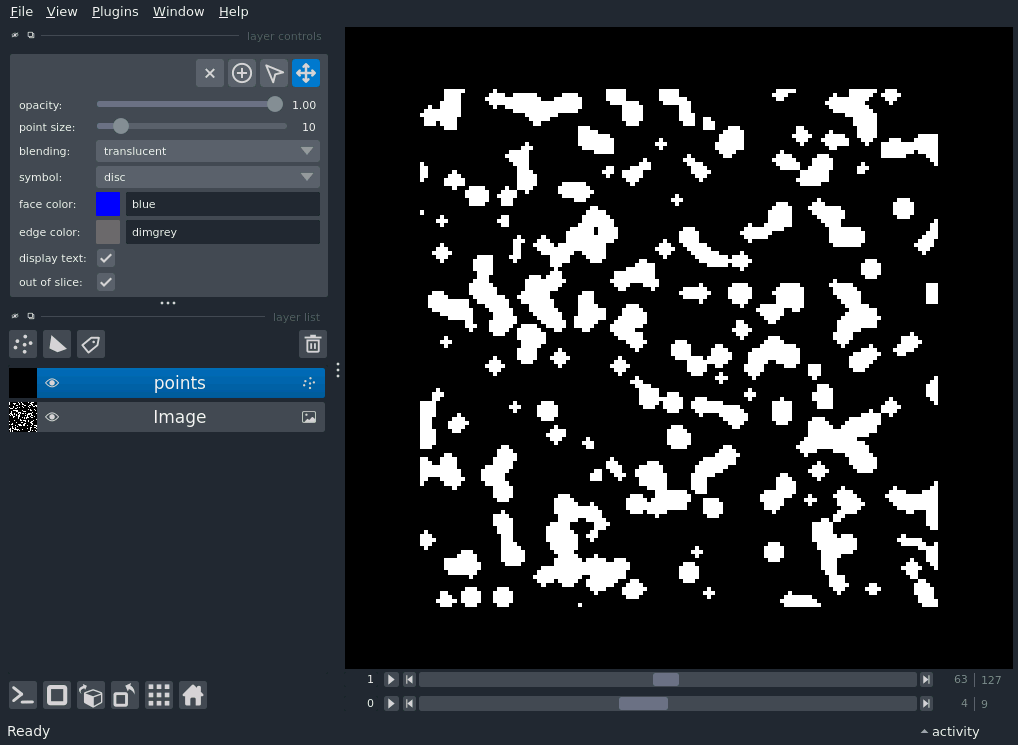 File View Plugins Window Help
layer controls
opacity: 1.00
point size: 10
blending: translucent
symbol: disc
face color: blue
edge color: dimgrey
display text:
out of slice:
layer list
points
Image
1 63 127
0 4 9
Ready activity